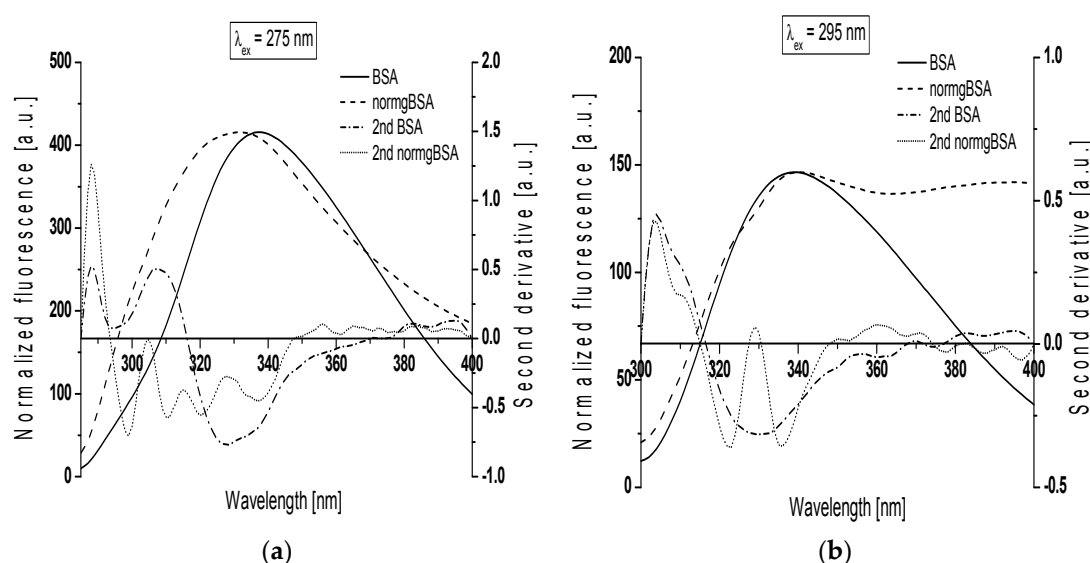 λex = 275 nm
500
400
300
200
100
0
Normalized fluorescence [a.u.]
BSA
normgBSA
2nd BSA
2nd normgBSA
2.0
1.5
1.0
0.5
0.0
-0.5
-1.0
Second derivative [a.u.]
300 320 340 360 380 400
Wavelength [nm]
(a)
λex = 295 nm
200
150
100
50
0
Normalized fluorescence [a.u.]
BSA
normgBSA
2nd BSA
2nd normgBSA
1.0
0.5
0.0
-0.5
Second derivative [a.u.]
300 320 340 360 380 400
Wavelength [nm]
(b)